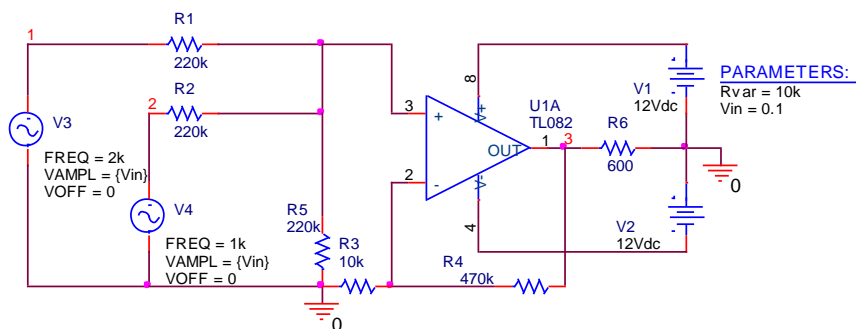 1
R1
220k
2
R2
220k
V3
FREQ = 2k
VAMPL = {Vin}
VOFF = 0
V4
FREQ = 1k
VAMPL = {Vin}
VOFF = 0
R5
220k
R3
10k
0
R4
470k
3
+
2
-
8
V+
U1A
TL082
OUT
1
3
V-
4
R6
600
V1
12Vdc
0
V2
12Vdc
PARAMETERS:
Rvar = 10k
Vin = 0.1